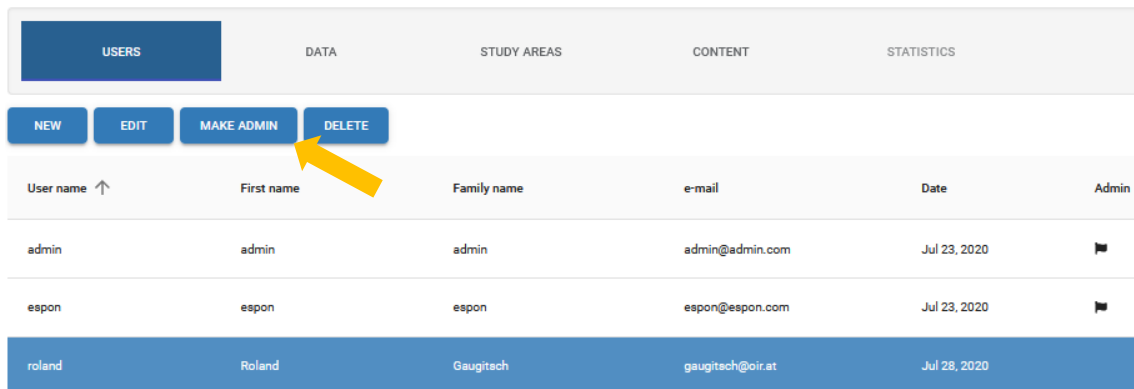 USERS DATA STUDY AREAS CONTENT STATISTICS
NEW EDIT MAKE ADMIN DELETE
User name First name Family name e-mail Date Admin
admin admin admin admin@admin.com Jul 23, 2020
espon espon espon espon@espon.com Jul 23, 2020
roland Roland Gaugitsch gaugitsch@oir.at Jul 28, 2020